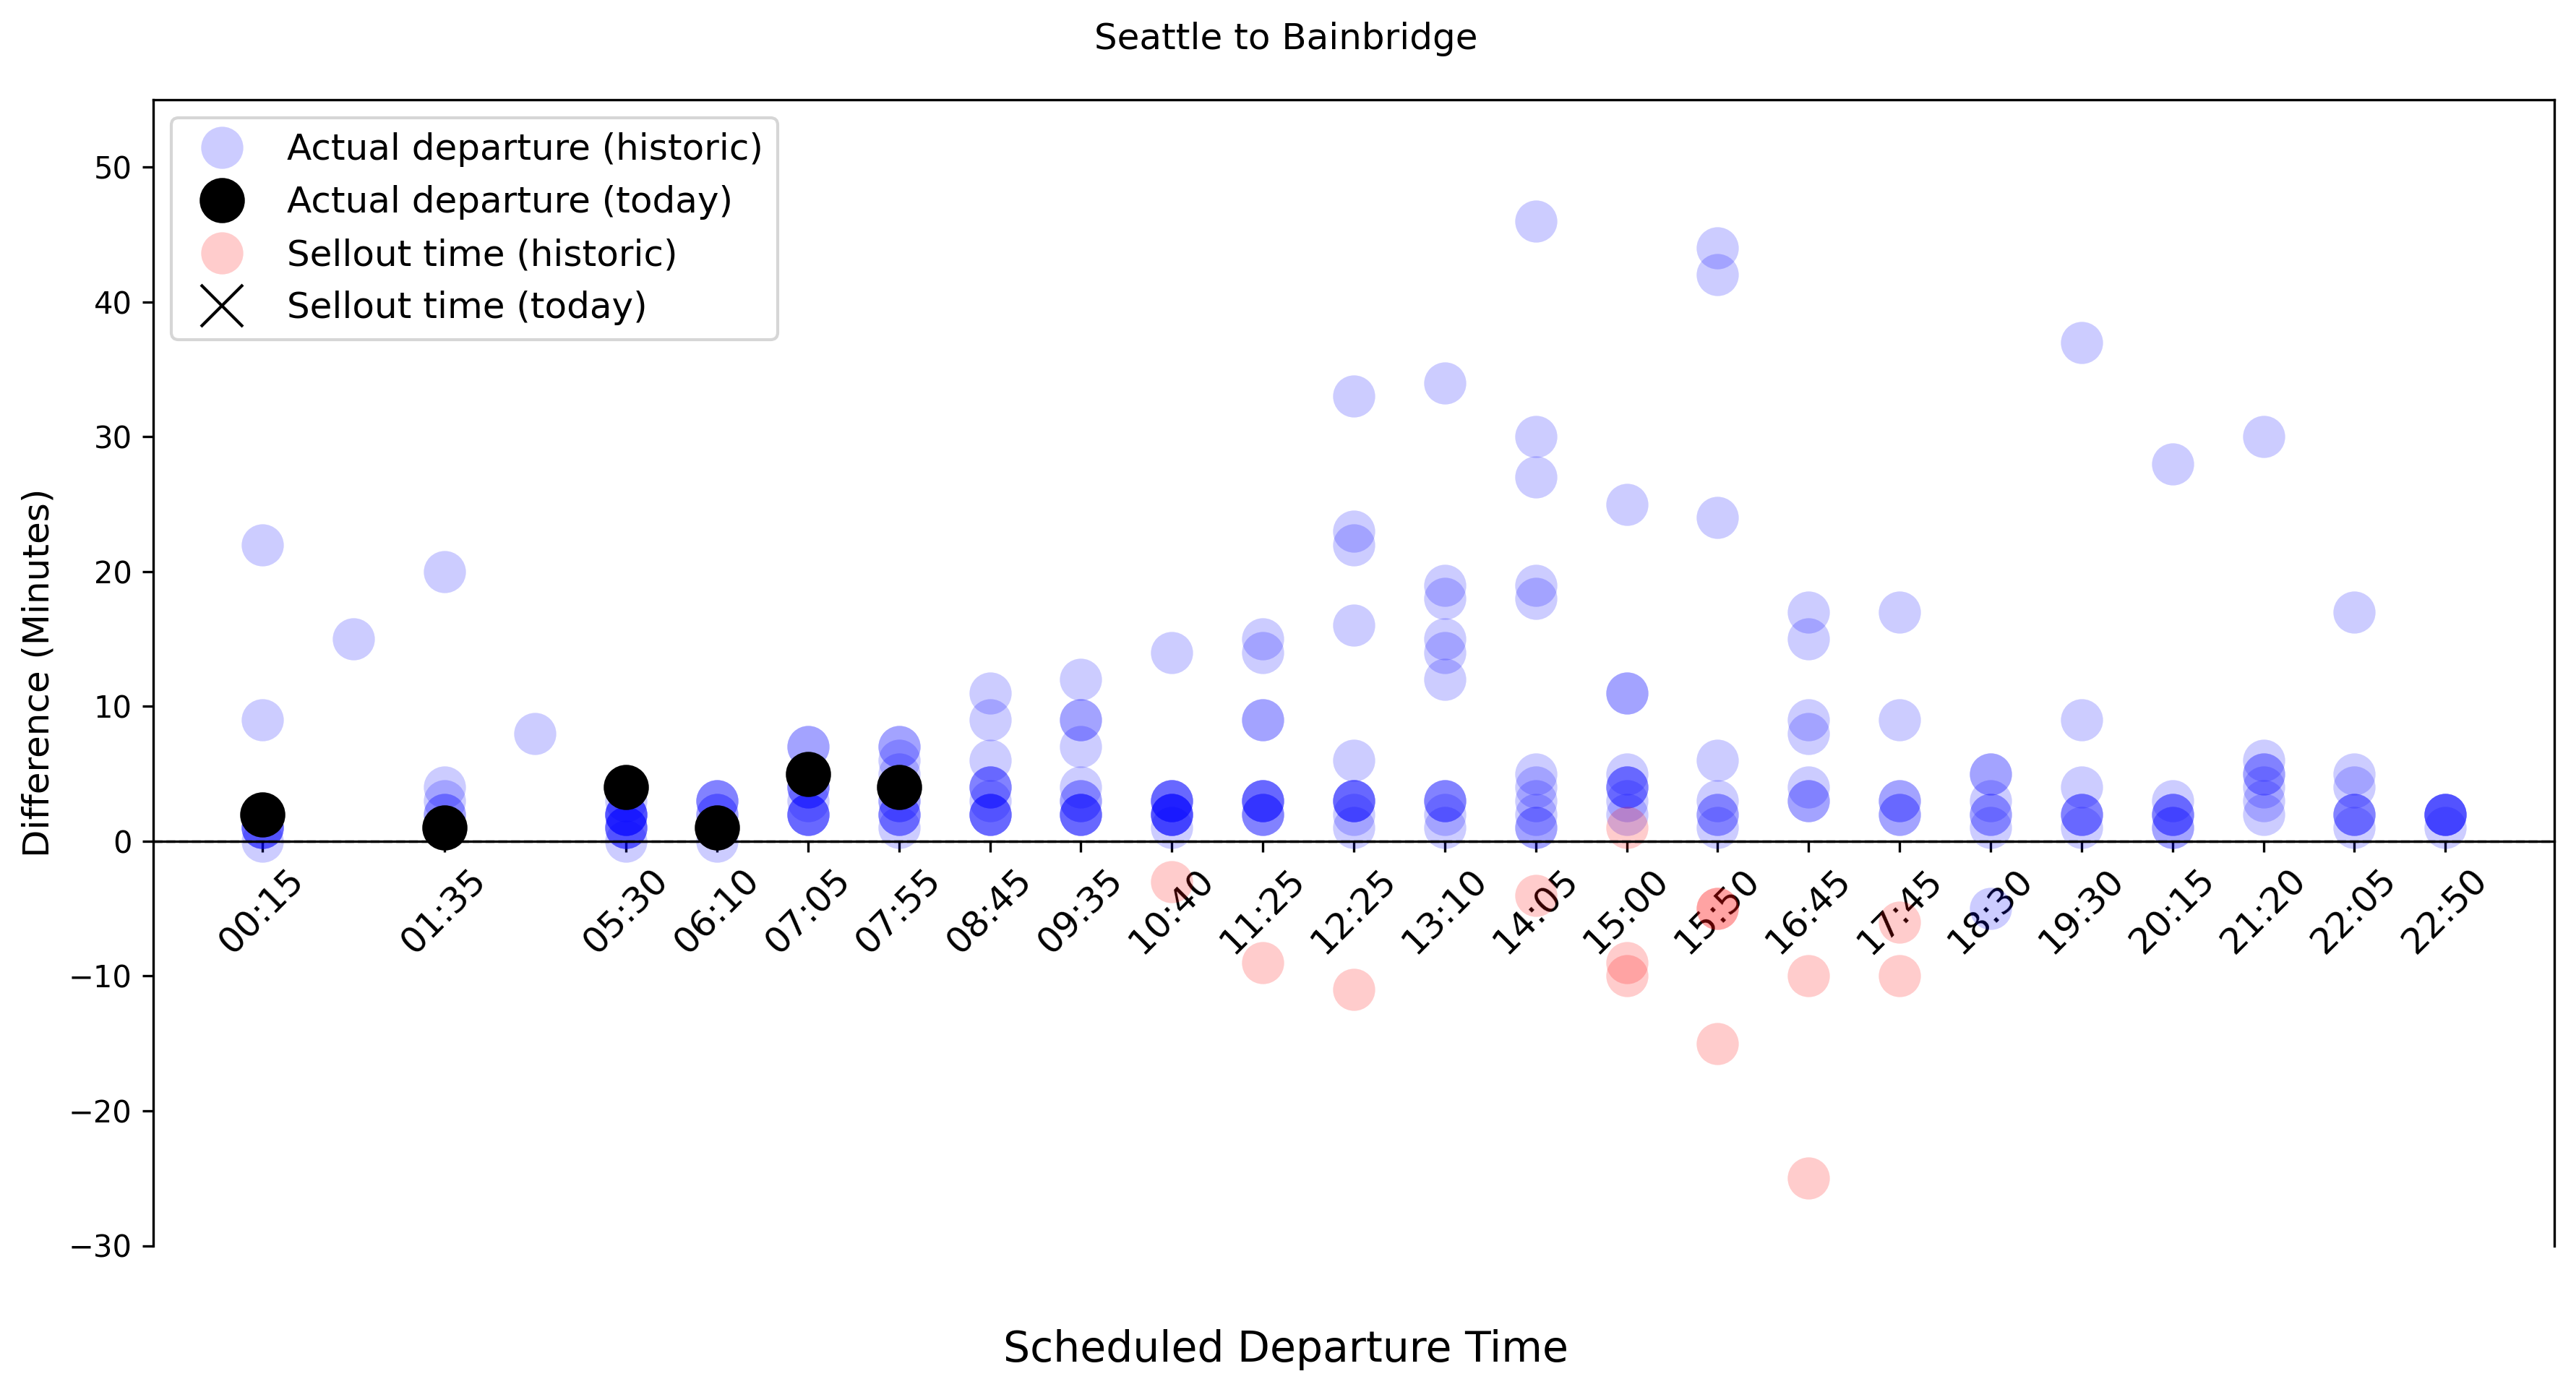 Seattle to Bainbridge
Actual departure (historic)
Actual departure (today)
Sellout time (historic)
Sellout time (today)
Difference (Minutes)
50
40
30
20
10
0
−10
−20
−30
00:15 01:35 05:30 06:10 07:05 07:55 08:45 09:35 10:40 11:25 12:25 13:10 14:05 15:00 15:50 16:45 17:45 18:30 19:30 20:15 21:20 22:05 22:50
Scheduled Departure Time